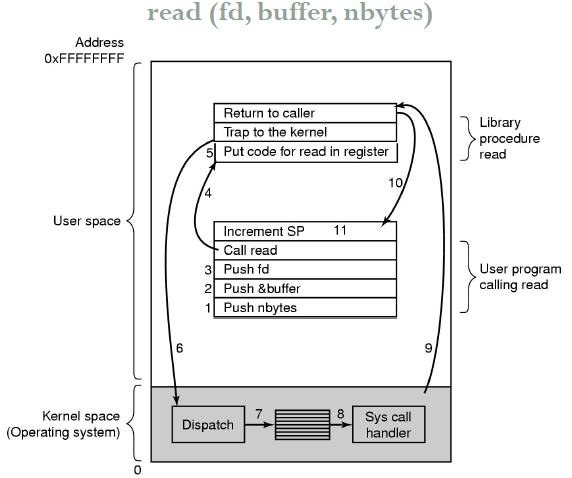 read (fd, buffer, nbytes)
Address
0xFFFFFFFF
Return to caller
Trap to the kernel
5 Put code for read in register
Library
procedure
read
10
4
User space
Increment SP 11
Call read
3 Push fd
2 Push &buffer
1 Push nbytes
User program
calling read
6
9
Kernel space
(Operating system)
Dispatch
7
8
Sys call
handler
0